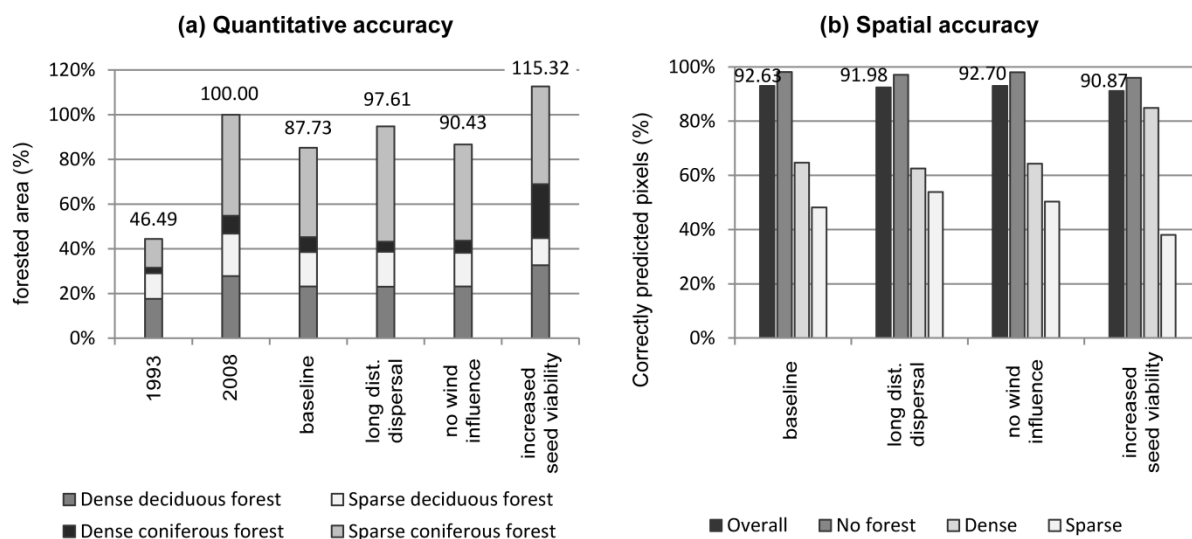 (a) Quantitative accuracy
forested area (%)
120%
100%
80%
60%
40%
20%
0%
46.49
100.00
87.73
97.61
90.43
115.32
1993
2008
baseline
long dist.
dispersal
no wind
influence
increased
seed viability
Dense deciduous forest
Sparse deciduous forest
Dense coniferous forest
Sparse coniferous forest
(b) Spatial accuracy
Correctly predicted pixels (%)
100%
80%
60%
40%
20%
0%
92.63
91.98
92.70
90.87
baseline
long dist.
dispersal
no wind
influence
increased
seed viability
Overall
No forest
Dense
Sparse